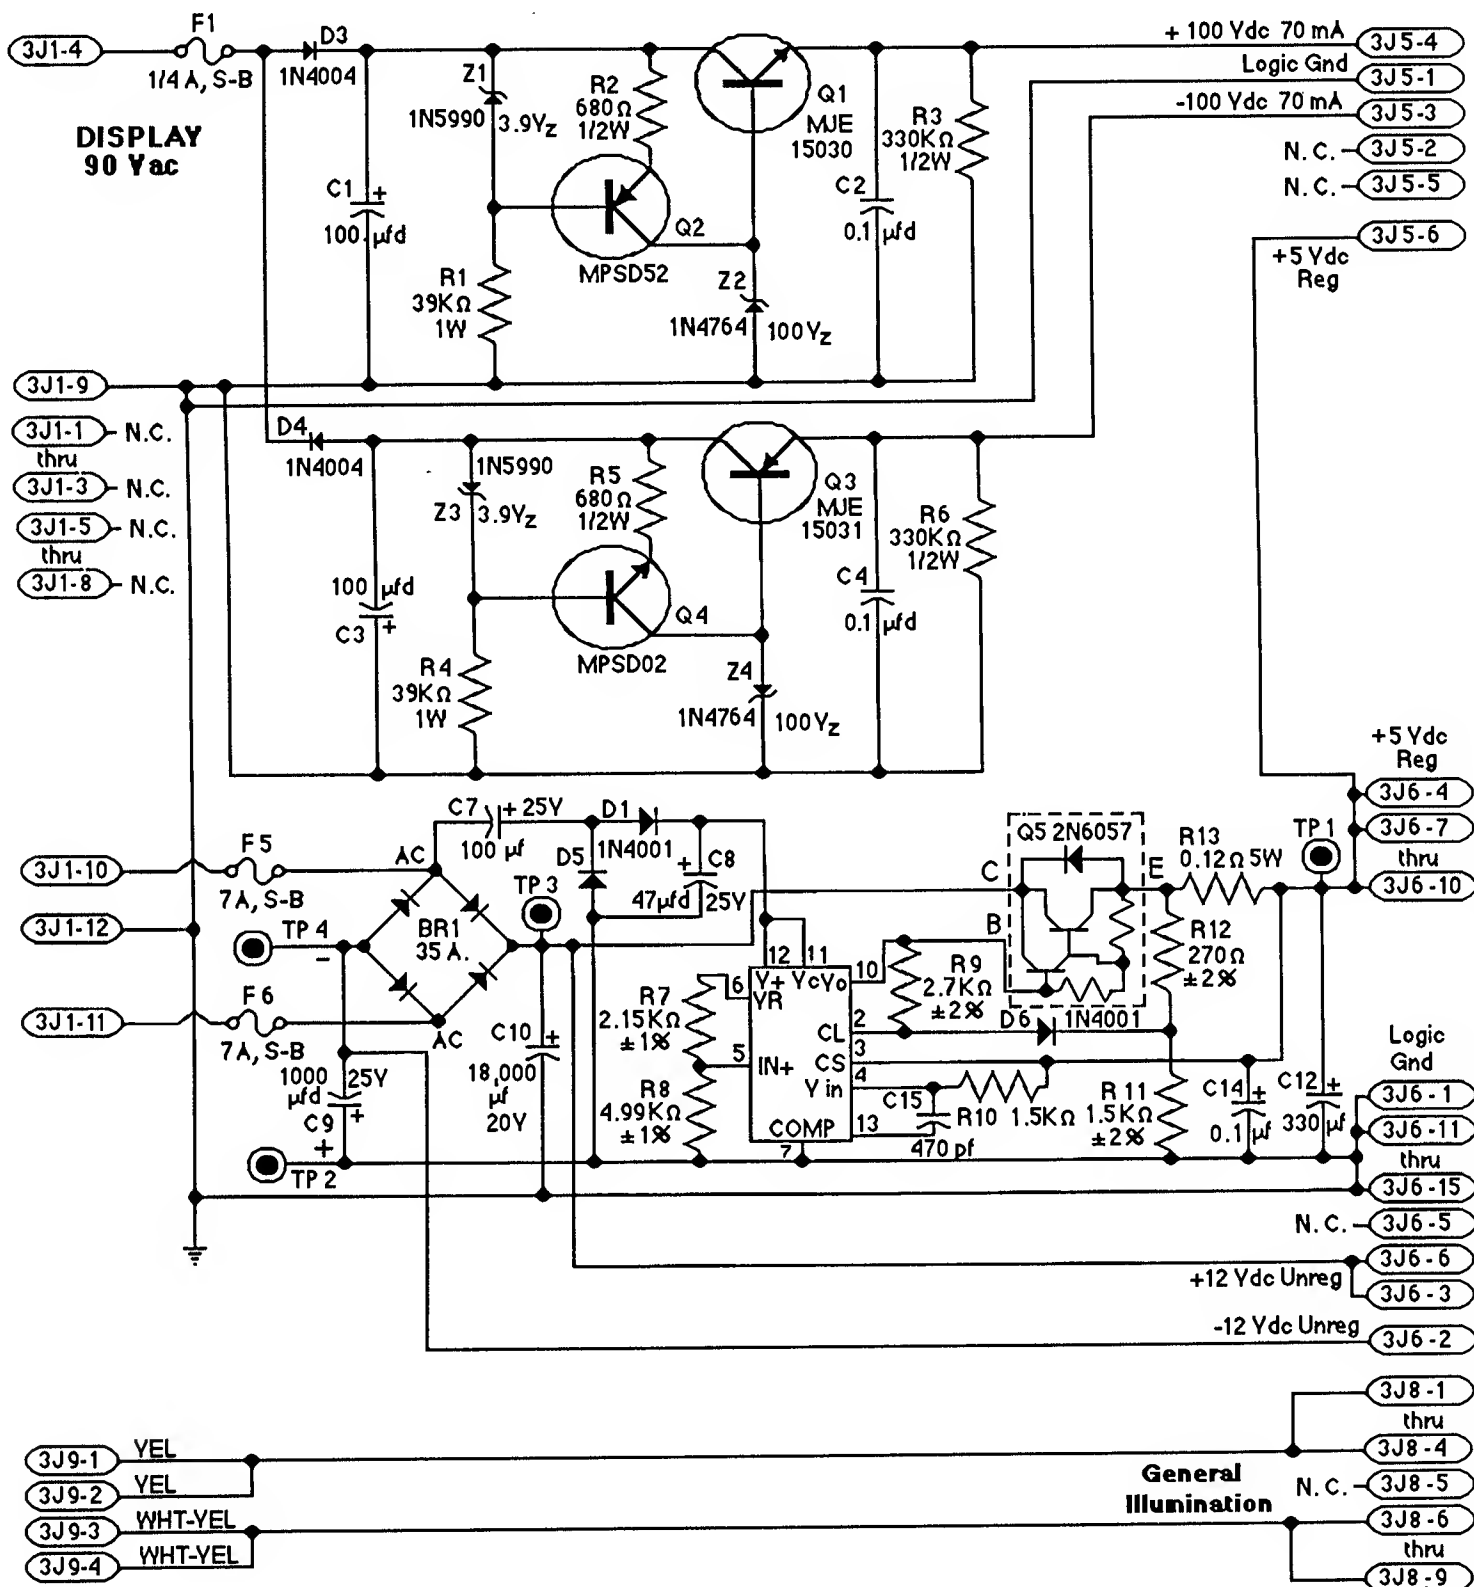 3J1-4
F1
1/4 A, S-B
D3
1N4004
DISPLAY
90 Vac
Z1
1N5990
3.9Vz
R2
680Ω
1/2W
Q1
MJE
15030
R3
330KΩ
1/2W
+ 100 Vdc 70 mA
3J5-4
Logic Gnd
3J5-1
-100 Vdc 70 mA
3J5-3
N. C.
3J5-2
N. C.
3J5-5
3J5-6
+5 Vdc
Reg
C1
+
100 µfd
Q2
MPSD52
C2
0.1 µfd
R1
39KΩ
1W
Z2
1N4764
100Vz
3J1-9
3J1-1
N.C.
thru
3J1-3
N.C.
3J1-5
N.C.
thru
3J1-8
N.C.
D4
1N4004
1N5990
Z3
3.9Vz
R5
680Ω
1/2W
Q3
MJE
15031
R6
330KΩ
1/2W
100 µfd
C3
+
Q4
MPSD02
C4
0.1 µfd
R4
39KΩ
1W
Z4
1N4764
100Vz
+5 Vdc
Reg
3J6-4
3J6-7
thru
3J6-10
3J1-10
F5
7A, S-B
AC
C7
+ 25V
100 µf
D1
1N4001
D5
C8
+
47µfd
25V
TP3
Q5 2N6057
C
E
B
R13
0.12Ω 5W
TP1
3J1-12
TP4
-
BR1
35 A.
R12
270Ω
±2%
3J1-11
F6
7A, S-B
AC
12
11
10
V+
Vc
Vo
6
VR
R7
2.15KΩ
±1%
R9
2.7KΩ
±2%
2
CL
D6
1N4001
5
IN+
3
CS
4
V in
R8
4.99KΩ
±1%
COMP
13
7
C15
470 pf
R10
1.5KΩ
R11
1.5KΩ
±2%
C14
+
0.1 µf
C12
+
330 µf
C10
+
18,000
µf
20V
1000
µfd
25V
C9
+
+
TP2
Logic
Gnd
3J6-1
3J6-11
thru
3J6-15
N. C.
3J6-5
3J6-6
+12 Vdc Unreg
3J6-3
-12 Vdc Unreg
3J6-2
3J8-1
thru
3J8-4
3J9-1
YEL
3J9-2
YEL
3J9-3
WHT-YEL
3J9-4
WHT-YEL
General
Illumination
N. C.
3J8-5
3J8-6
thru
3J8-9